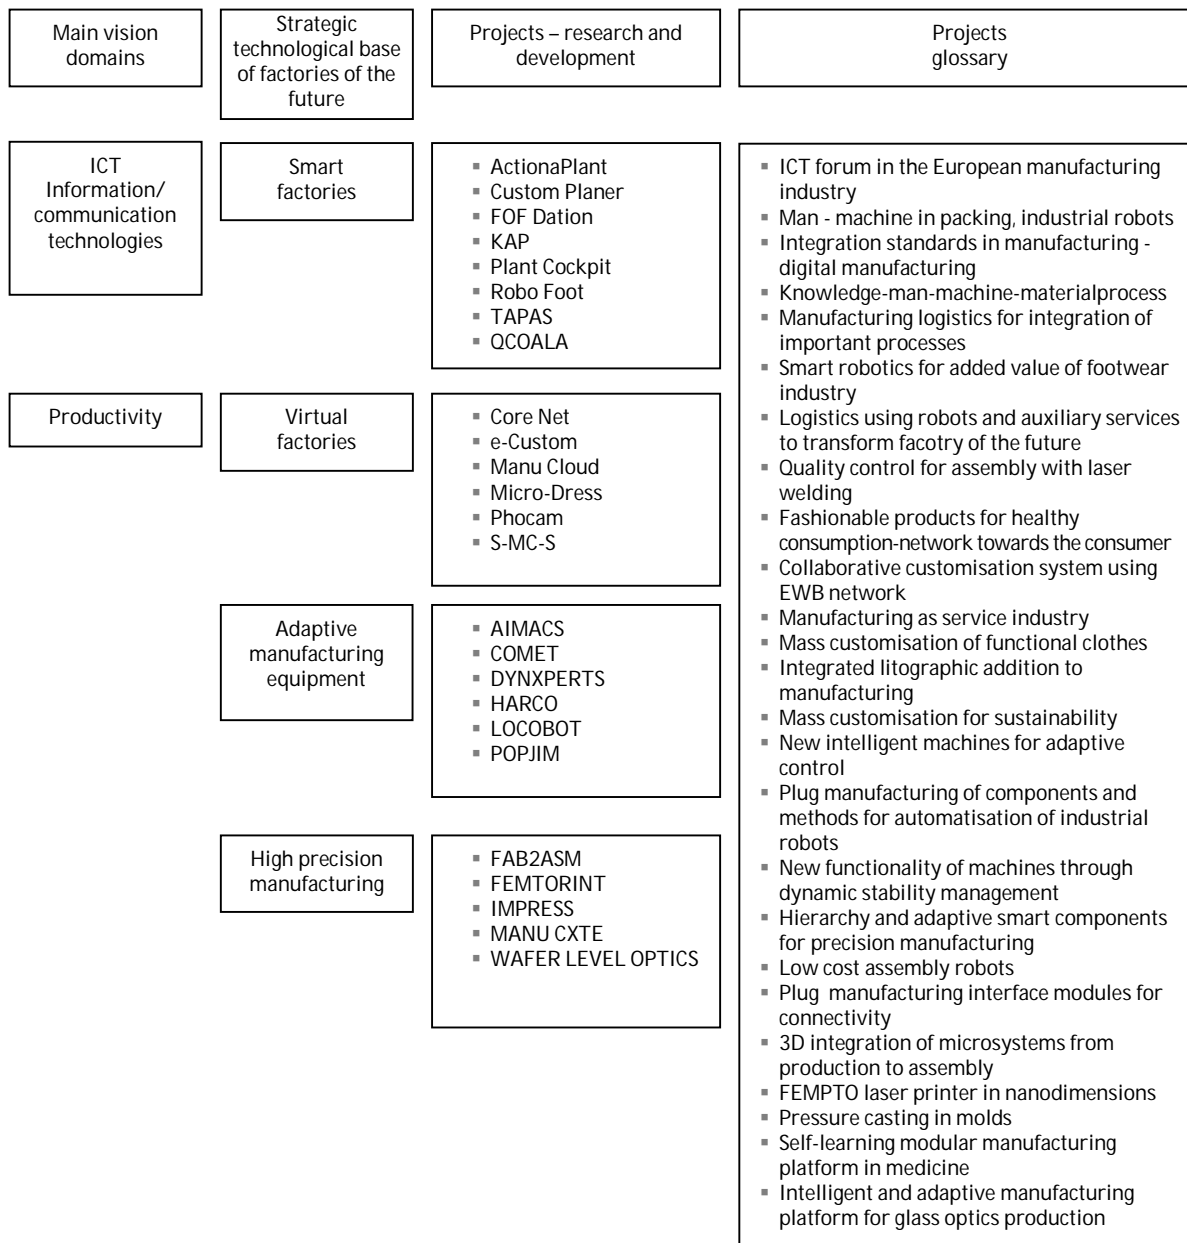 Main vision
domains
Strategic
technological base
of factories of the
future
Projects – research and
development
Projects
glossary
ICT
Information/
communication
technologies
Smart
factories
▪ ActionaPlant
▪ Custom Planer
▪ FOF Dation
▪ KAP
▪ Plant Cockpit
▪ Robo Foot
▪ TAPAS
▪ QCOALA
Productivity
Virtual
factories
▪ Core Net
▪ e-Custom
▪ Manu Cloud
▪ Micro-Dress
▪ Phocam
▪ S-MC-S
Adaptive
manufacturing
equipment
▪ AIMACS
▪ COMET
▪ DYNXPERTS
▪ HARCO
▪ LOCOBOT
▪ POPJIM
High precision
manufacturing
▪ FAB2ASM
▪ FEMTORINT
▪ IMPRESS
▪ MANU CXTE
▪ WAFER LEVEL OPTICS
▪ ICT forum in the European manufacturing
industry
▪ Man - machine in packing, industrial robots
▪ Integration standards in manufacturing -
digital manufacturing
▪ Knowledge-man-machine-materialprocess
▪ Manufacturing logistics for integration of
important processes
▪ Smart robotics for added value of footwear
industry
▪ Logistics using robots and auxiliary services
to transform facotry of the future
▪ Quality control for assembly with laser
welding
▪ Fashionable products for healthy
consumption-network towards the consumer
▪ Collaborative customisation system using
EWB network
▪ Manufacturing as service industry
▪ Mass customisation of functional clothes
▪ Integrated litographic addition to
manufacturing
▪ Mass customisation for sustainability
▪ New intelligent machines for adaptive
control
▪ Plug manufacturing of components and
methods for automatisation of industrial
robots
▪ New functionality of machines through
dynamic stability management
▪ Hierarchy and adaptive smart components
for precision manufacturing
▪ Low cost assembly robots
▪ Plug manufacturing interface modules for
connectivity
▪ 3D integration of microsystems from
production to assembly
▪ FEMPTO laser printer in nanodimensions
▪ Pressure casting in molds
▪ Self-learning modular manufacturing
platform in medicine
▪ Intelligent and adaptive manufacturing
platform for glass optics production